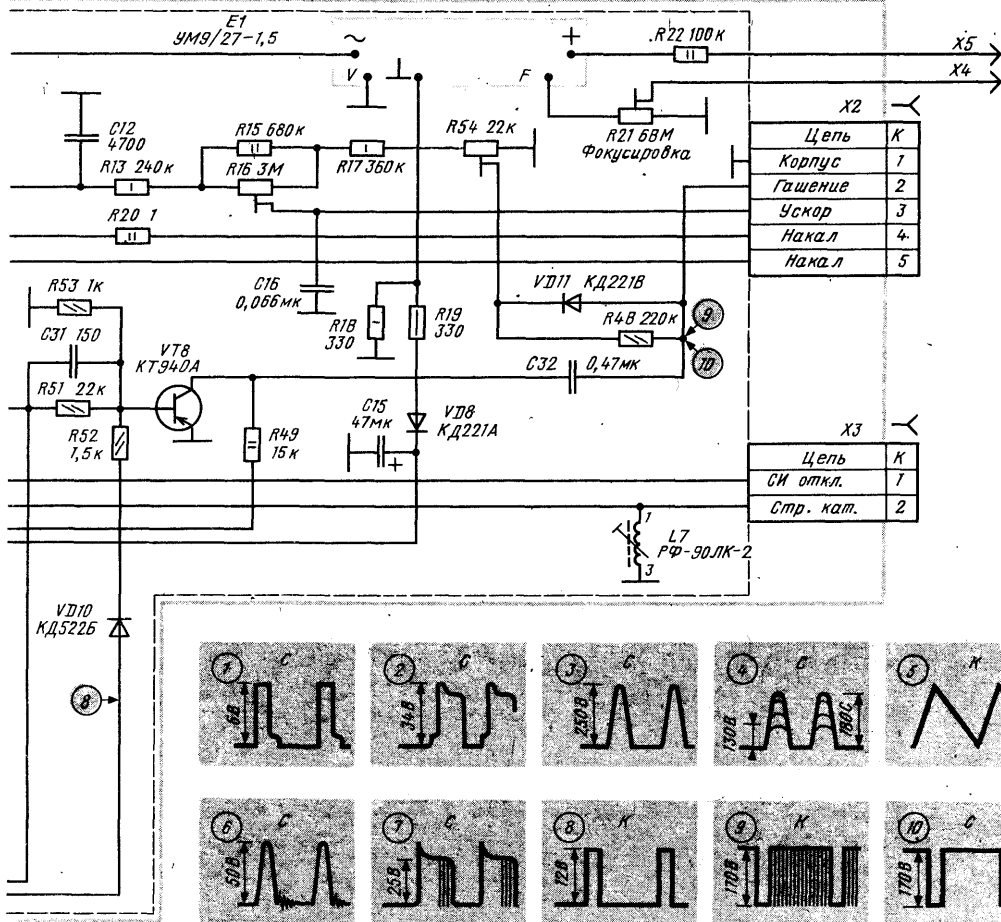 E1
УМ9/27-1,5
~
+
V
F
R22 100к
X5
X4
C12
4700
R15 680к
R54 22к
R21 68М
Фокусировка
X2
R13 240к
R16 3М
R17 360к
R20 1
Цепь К
Корпус 1
Гашение 2
Ускор 3
Накал 4
Накал 5
R53 1к
C16
0,066мк
R18
330
R19
330
VD11 КД221В
R48 220к
9
10
C31 150
VT8
КТ940А
C32 0,47мк
R51 22к
R52
1,5к
R49
15к
C15
47мк
+
VD8
КД221А
X3
Цепь К
СИ откл. 1
Стр. кат. 2
1
L7
РФ-90ЛК-2
3
VD10
КД522Б
8
1 С
6В
2 С
34В
3 С
230В
4 С
130В
180С
5 К
6 С
50В
7 С
25В
8 К
12В
9 К
170В
10 С
170В